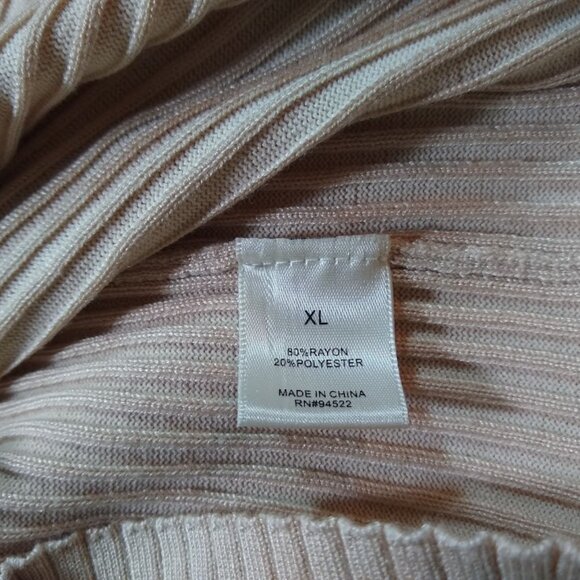 XL
80%RAYON
20%POLYESTER
MADE IN CHINA
RN#94522